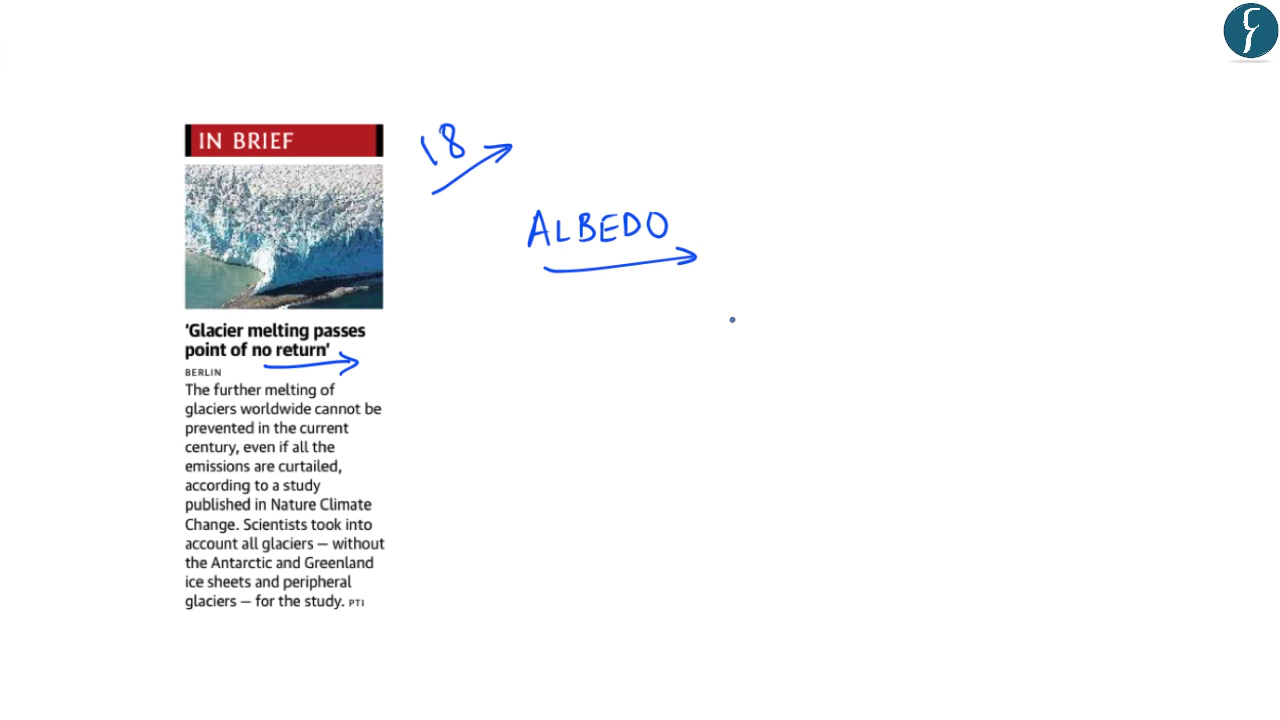 IN BRIEF
18
ALBEDO
‘Glacier melting passes
point of no return’
BERLIN
The further melting of
glaciers worldwide cannot be
prevented in the current
century, even if all the
emissions are curtailed,
according to a study
published in Nature Climate
Change. Scientists took into
account all glaciers — without
the Antarctic and Greenland
ice sheets and peripheral
glaciers — for the study. PTI